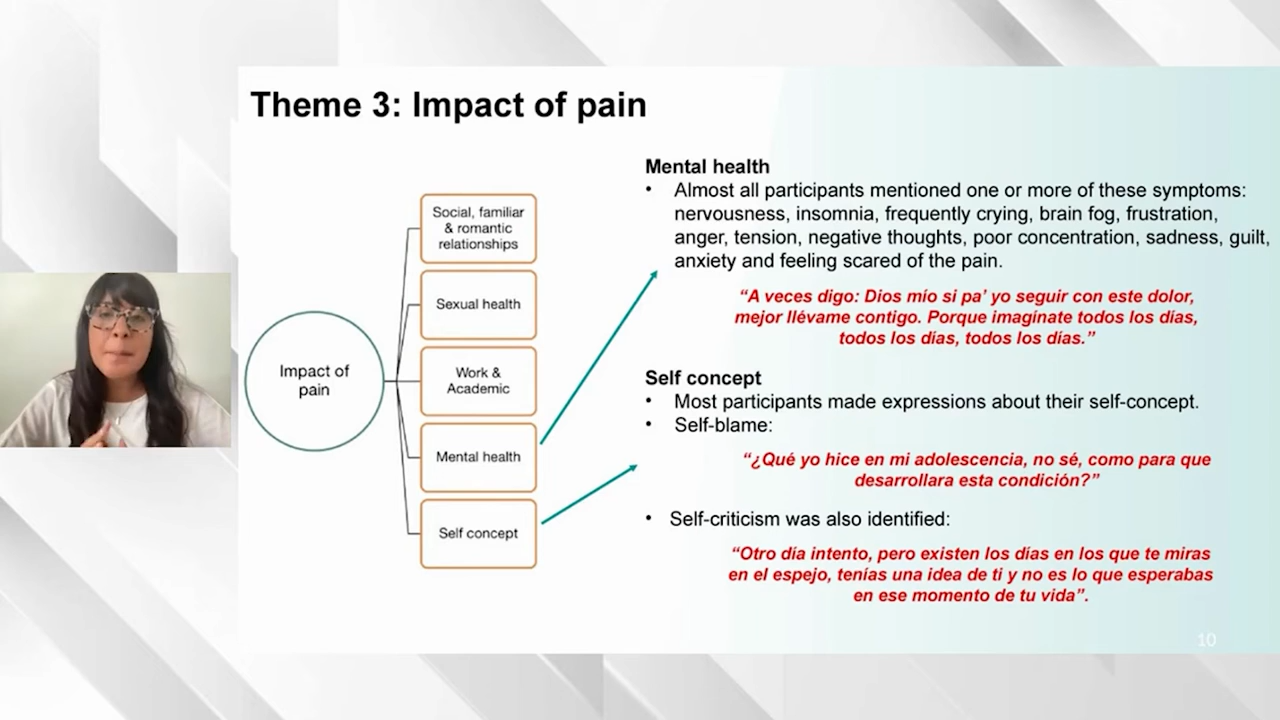 Theme 3: Impact of pain
Impact of
pain
Social, familiar
& romantic
relationships
Sexual health
Work &
Academic
Mental health
Self concept
Mental health
• Almost all participants mentioned one or more of these symptoms:
nervousness, insomnia, frequently crying, brain fog, frustration,
anger, tension, negative thoughts, poor concentration, sadness, guilt,
anxiety and feeling scared of the pain.
“A veces digo: Dios mío si pa’ yo seguir con este dolor,
mejor llévame contigo. Porque imagínate todos los días,
todos los días, todos los días.”
Self concept
• Most participants made expressions about their self-concept.
• Self-blame:
“¿Qué yo hice en mi adolescencia, no sé, como para que
desarrollara esta condición?”
• Self-criticism was also identified:
“Otro día intento, pero existen los días en los que te miras
en el espejo, tenías una idea de ti y no es lo que esperabas
en ese momento de tu vida”.
10